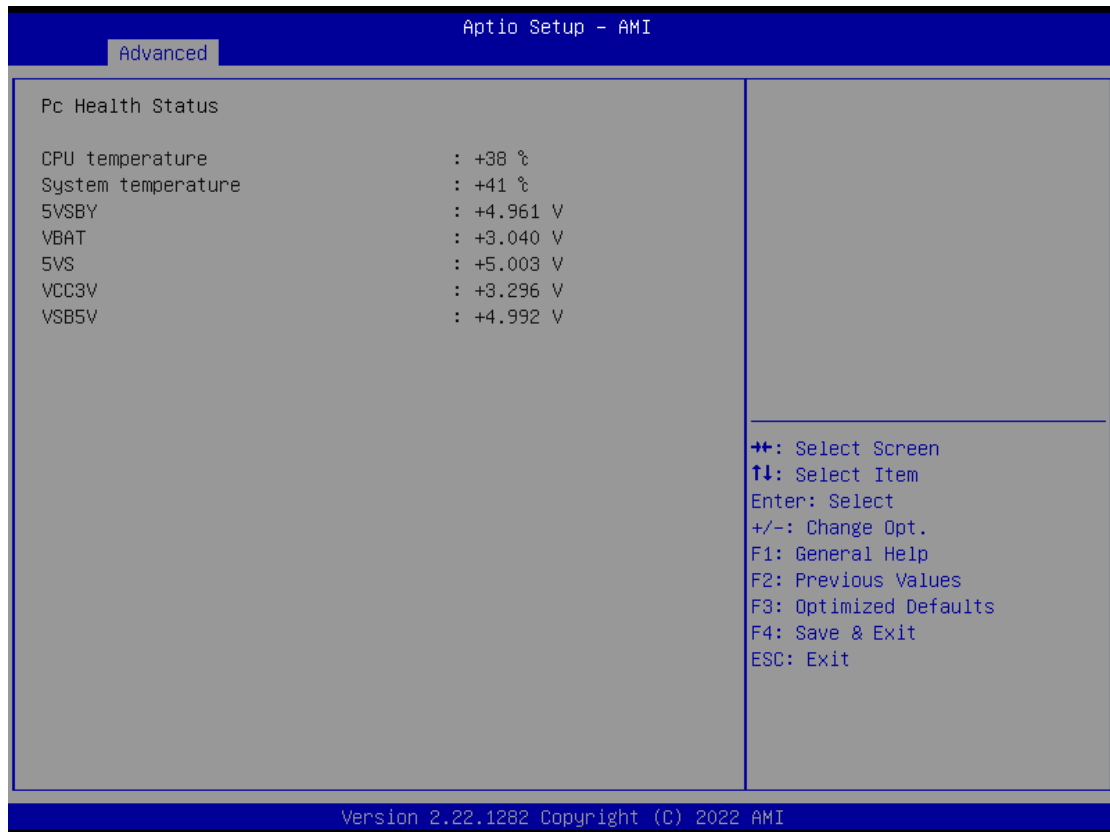 Aptio Setup – AMI
Advanced
Pc Health Status
CPU temperature : +38 ℃
System temperature : +41 ℃
5VSBY : +4.961 V
VBAT : +3.040 V
5VS : +5.003 V
VCC3V : +3.296 V
VSB5V : +4.992 V
→←: Select Screen
↑↓: Select Item
Enter: Select
+/-: Change Opt.
F1: General Help
F2: Previous Values
F3: Optimized Defaults
F4: Save & Exit
ESC: Exit
Version 2.22.1282 Copyright (C) 2022 AMI